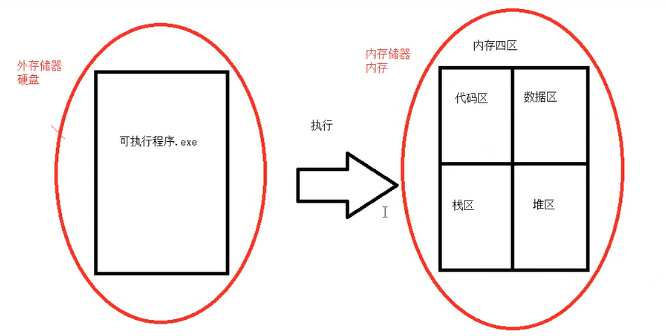 外存储器
硬盘
可执行程序.exe
执行
内存储器
内存
内存四区
代码区
数据区
栈区
堆区